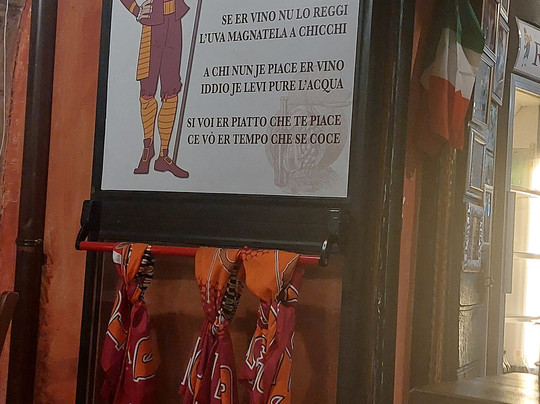 SE ER VINO NU LO REGGI
L'UVA MAGNATELA A CHICCHI
A CHI NUN JE PIACE ER VINO
IDDIO JE LEVI PURE L'ACQUA
SI VOI ER PIATTO CHE TE PIACE
CE VÒ ER TEMPO CHE SE COCE